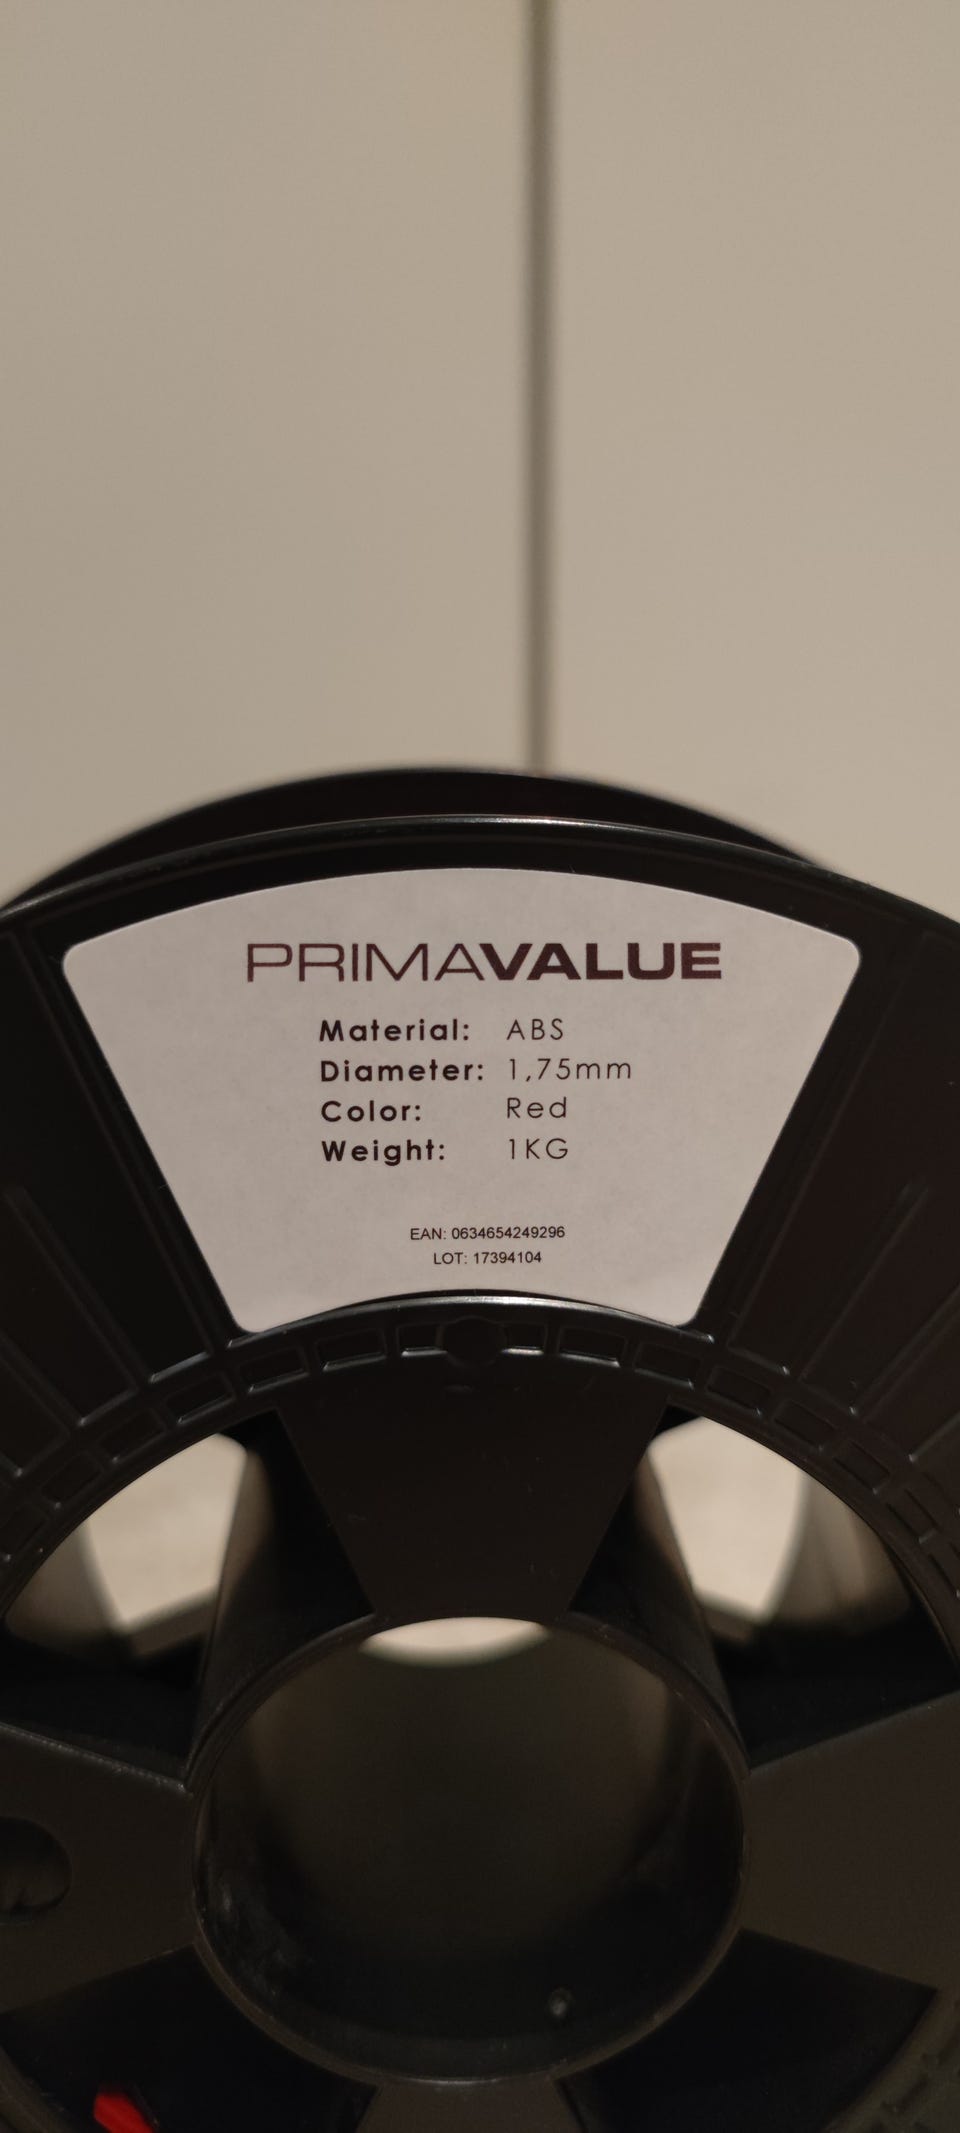 PRIMAVALUE
Material: ABS
Diameter: 1,75mm
Color: Red
Weight: 1KG
EAN: 0634654249296
LOT: 17394104